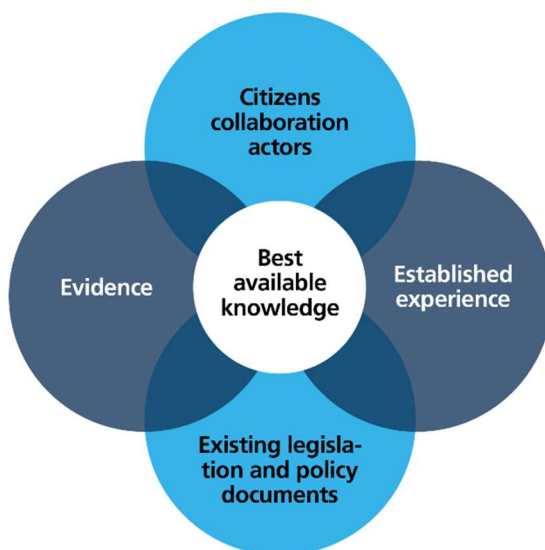 Citizens
collaboration
actors
Evidence
Best
available
knowledge
Established
experience
Existing legisla-
tion and policy
documents